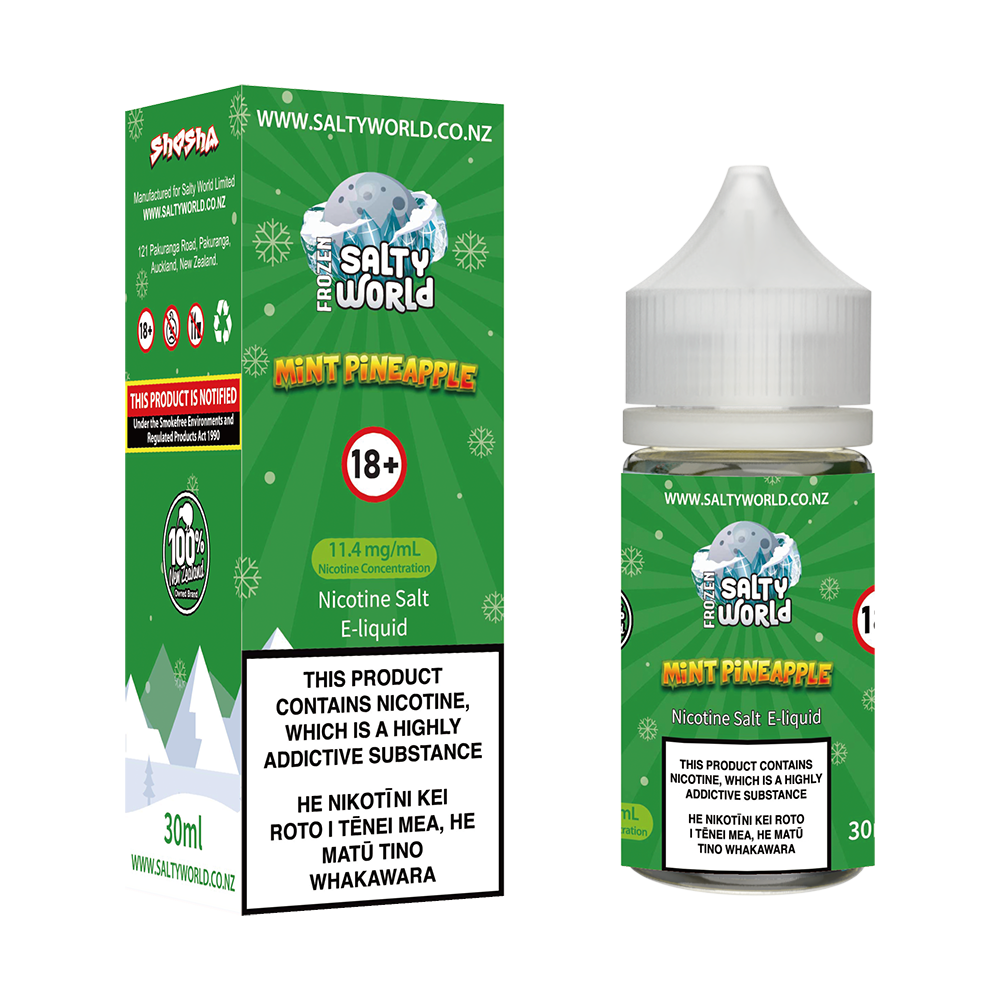 SHOSHA
Manufactured for Salty World Limited
WWW.SALTYWORLD.CO.NZ
121 Pakuranga Road, Pakuranga,
Auckland, New Zealand.
18+
THIS PRODUCT IS NOTIFIED
Under the Smokefree Environments and
Regulated Products Act 1990
100%
New Zealand
Owned Brand
30ml
WWW.SALTYWORLD.CO.NZ
WWW.SALTYWORLD.CO.NZ
FROZEN
SALTY
WORLD
MiNT PiNEAPPLE
18+
11.4 mg/mL
Nicotine Concentration
Nicotine Salt
E-liquid
THIS PRODUCT
CONTAINS NICOTINE,
WHICH IS A HIGHLY
ADDICTIVE SUBSTANCE
HE NIKOTĪNI KEI
ROTO I TĒNEI MEA, HE
MATŪ TINO
WHAKAWARA
WWW.SALTYWORLD.CO.NZ
FROZEN
SALTY
WORLD
MiNT PiNEAPPLE
Nicotine Salt E-liquid
THIS PRODUCT CONTAINS
NICOTINE, WHICH IS A HIGHLY
ADDICTIVE SUBSTANCE
HE NIKOTĪNI KEI ROTO
I TĒNEI MEA, HE MATŪ
TINO WHAKAWARA
mL
30